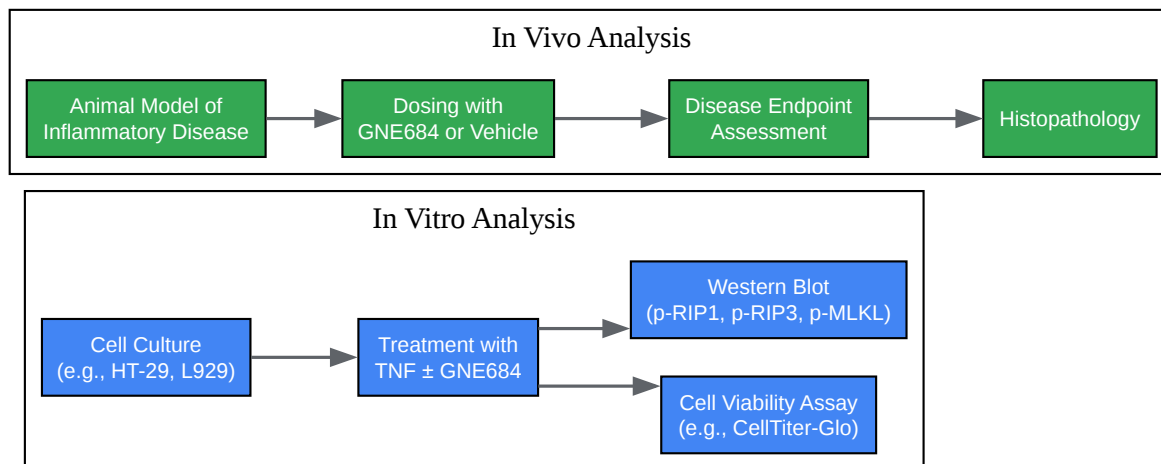 In Vivo Analysis
Animal Model of
Inflammatory Disease
Dosing with
GNE684 or Vehicle
Disease Endpoint
Assessment
Histopathology
In Vitro Analysis
Cell Culture
(e.g., HT-29, L929)
Treatment with
TNF ± GNE684
Western Blot
(p-RIP1, p-RIP3, p-MLKL)
Cell Viability Assay
(e.g., CellTiter-Glo)